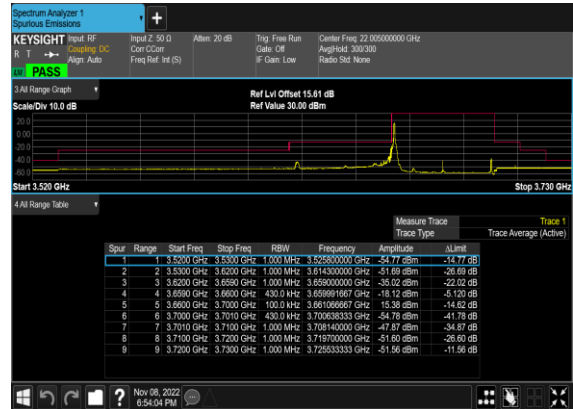 Spectrum Analyzer 1
Spurious Emissions
+
KEYSIGHT Input: RF Input Z: 50 Ω Atten: 20 dB Trig: Free Run Center Freq: 22.005000000 GHz
R T Coupling: DC Corr CCorr Gate: Off Avg|Hold: 300/300
Align: Auto Freq Ref: Int (S) IF Gain: Low Radio Std: None
PASS
3 All Range Graph
Ref Lvl Offset 15.61 dB
Scale/Div 10.0 dB Ref Value 30.00 dBm
20.0
0.00
-20.0
-40.0
-60.0
Start 3.520 GHz Stop 3.730 GHz
4 All Range Table
Measure Trace Trace 1
Trace Type Trace Average (Active)
Spur Range Start Freq Stop Freq RBW Frequency Amplitude ΔLimit
1 1 3.5200 GHz 3.5300 GHz 1.000 MHz 3.525800000 GHz -54.77 dBm -14.77 dB
2 2 3.5300 GHz 3.6200 GHz 1.000 MHz 3.614300000 GHz -51.69 dBm -26.69 dB
3 3 3.6200 GHz 3.6590 GHz 1.000 MHz 3.659000000 GHz -35.02 dBm -22.02 dB
4 4 3.6590 GHz 3.6600 GHz 430.0 kHz 3.659991667 GHz -18.12 dBm -5.120 dB
5 5 3.6600 GHz 3.7000 GHz 100.0 kHz 3.661066667 GHz 15.38 dBm -14.62 dB
6 6 3.7000 GHz 3.7010 GHz 430.0 kHz 3.700638333 GHz -54.78 dBm -41.78 dB
7 7 3.7010 GHz 3.7100 GHz 1.000 MHz 3.708140000 GHz -47.87 dBm -34.87 dB
8 8 3.7100 GHz 3.7200 GHz 1.000 MHz 3.719700000 GHz -51.60 dBm -26.60 dB
9 9 3.7200 GHz 3.7300 GHz 1.000 MHz 3.725533333 GHz -51.56 dBm -11.56 dB
? Nov 08, 2022
6:54:04 PM